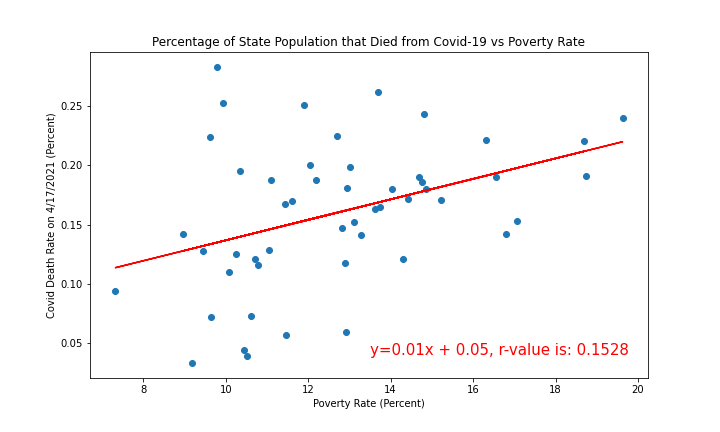 Percentage of State Population that Died from Covid-19 vs Poverty Rate
Covid Death Rate on 4/17/2021 (Percent)
0.25
0.20
0.15
0.10
0.05
y=0.01x + 0.05, r-value is: 0.1528
8 10 12 14 16 18 20
Poverty Rate (Percent)